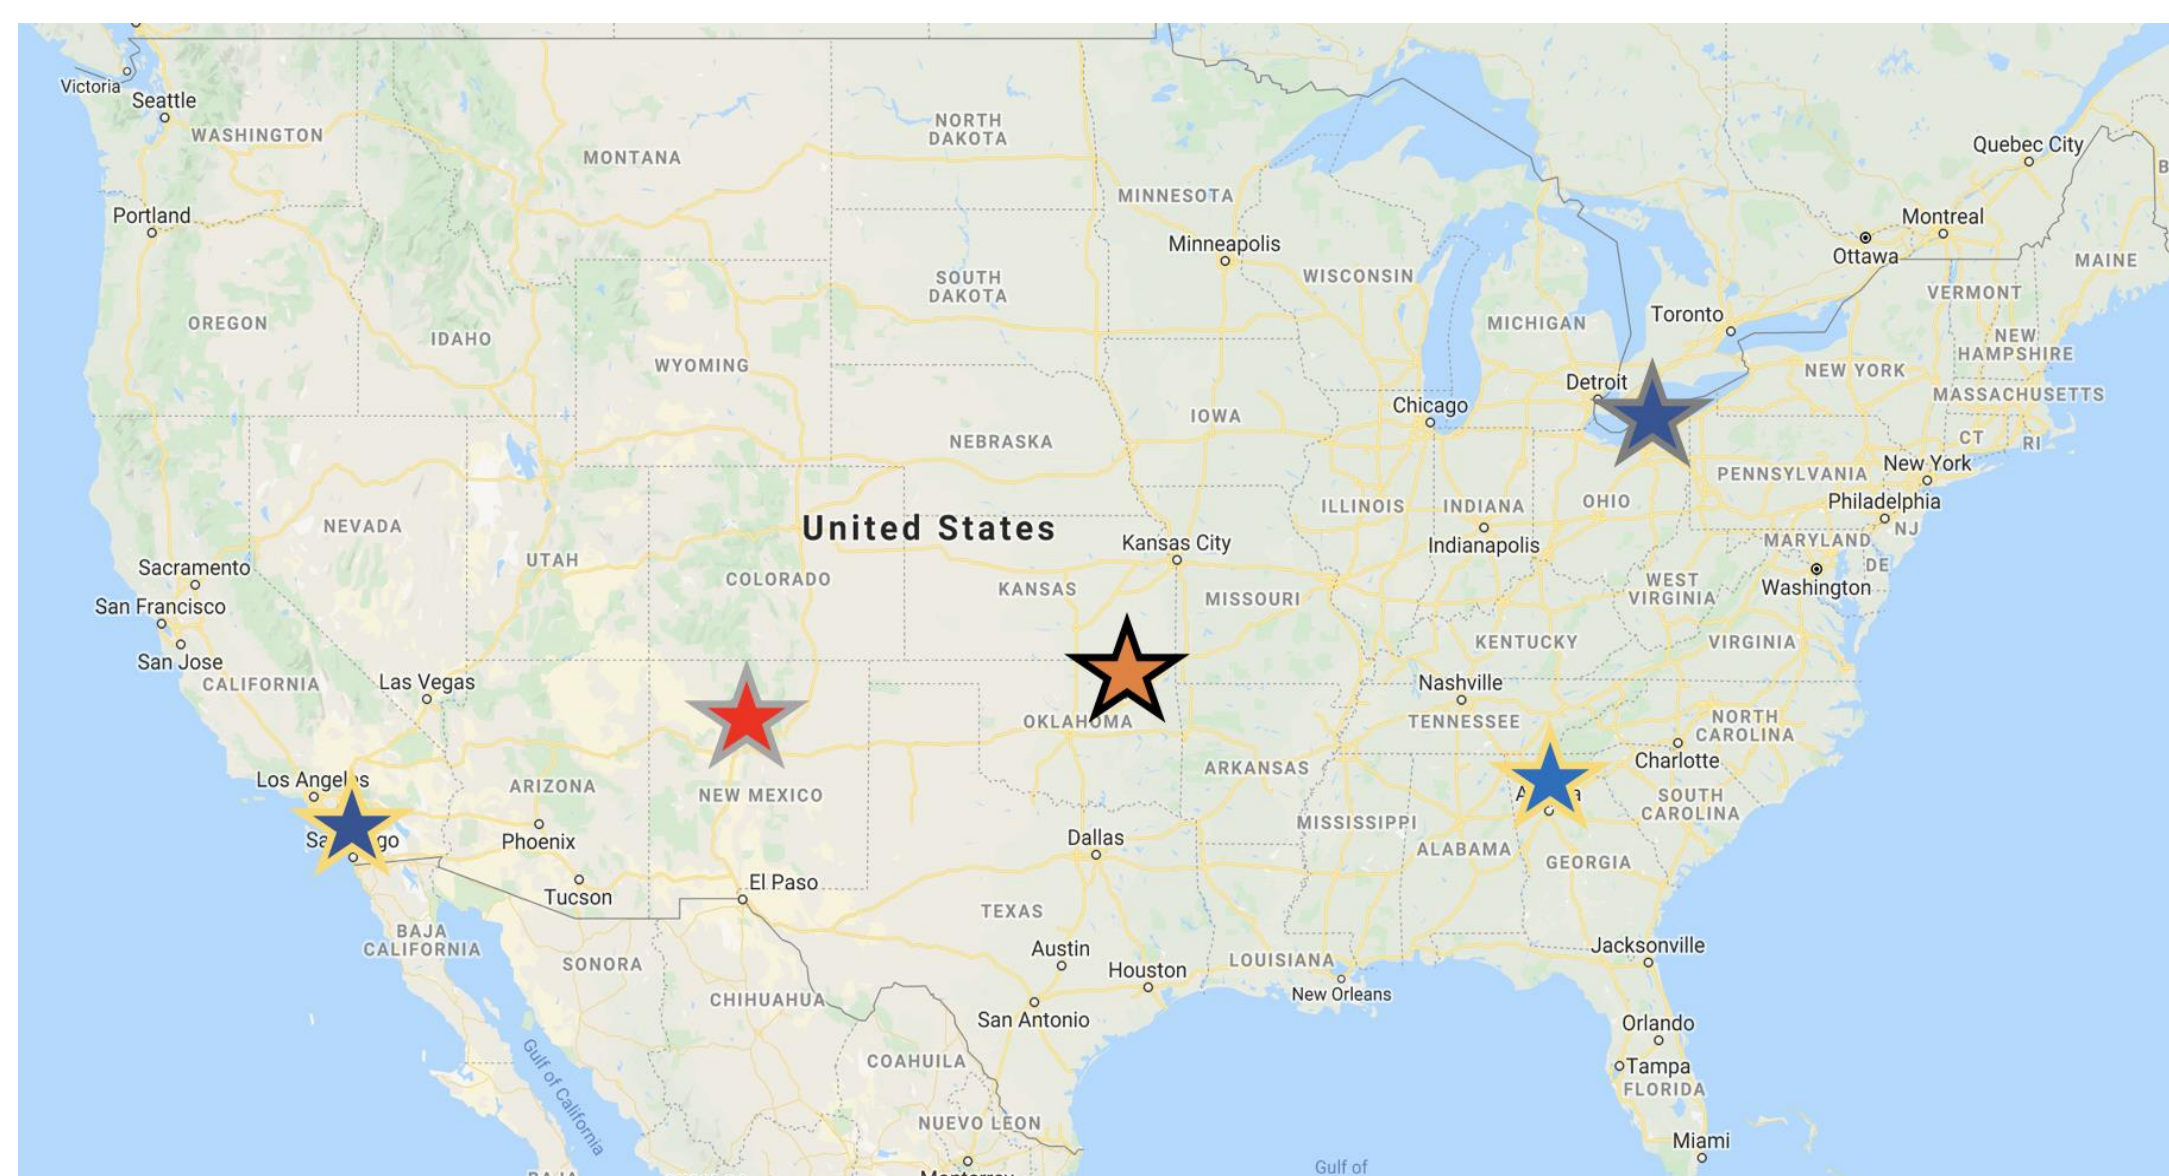 Victoria
Seattle
WASHINGTON
MONTANA
NORTH
DAKOTA
MINNESOTA
Minneapolis
Quebec City
Montreal
Ottawa
MAINE
B
Portland
OREGON
IDAHO
WYOMING
SOUTH
DAKOTA
WISCONSIN
MICHIGAN
Toronto
VERMONT
NEW
HAMPSHIRE
NEW YORK
MASSACHUSETTS
CT
RI
Detroit
Chicago
IOWA
NEBRASKA
NEVADA
UTAH
COLORADO
United States
Kansas City
KANSAS
MISSOURI
ILLINOIS
INDIANA
Indianapolis
OHIO
PENNSYLVANIA
New York
Philadelphia
NJ
MARYLAND
DE
Washington
WEST
VIRGINIA
VIRGINIA
KENTUCKY
Sacramento
San Francisco
San Jose
CALIFORNIA
Las Vegas
Los Angeles
Sa
go
ARIZONA
Phoenix
Tucson
NEW MEXICO
El Paso
OKLAHOMA
ARKANSAS
Nashville
TENNESSEE
NORTH
CAROLINA
Charlotte
SOUTH
CAROLINA
A
a
MISSISSIPPI
ALABAMA
GEORGIA
Dallas
TEXAS
Austin
Houston
San Antonio
LOUISIANA
New Orleans
Jacksonville
Orlando
Tampa
FLORIDA
Miami
BAJA
CALIFORNIA
SONORA
CHIHUAHUA
COAHUILA
NUEVO LEON
Gulf of California
Gulf of